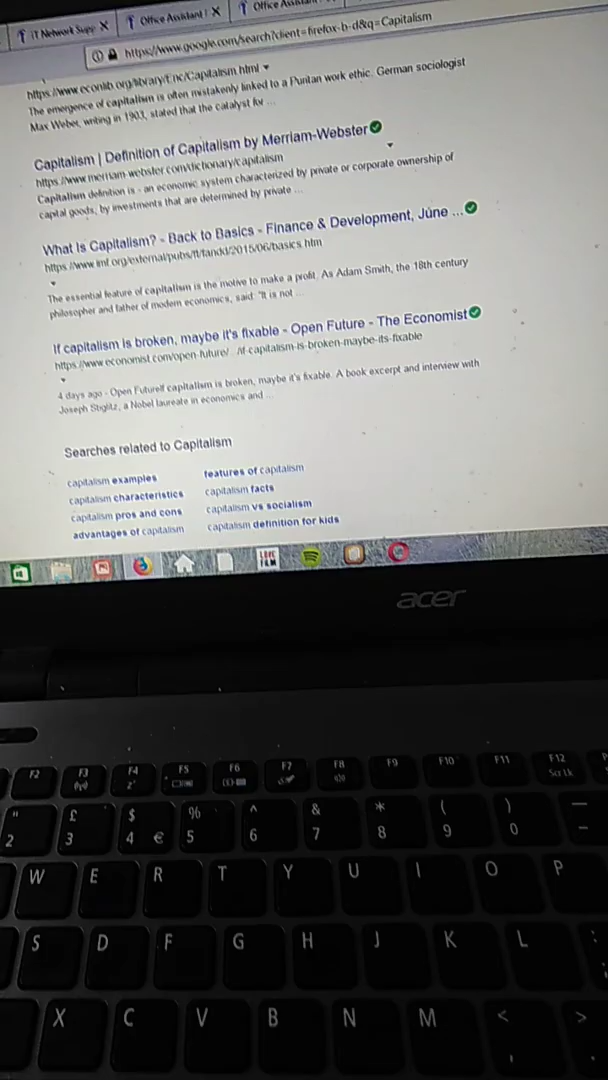 IT Network Supp
Office Assistant
Office Assistant
https://www.google.com/search?client=firefox-b-d&q=Capitalism
https://www.econlib.org/library/Enc/Capitalism.html
The emergence of capitalism is often mistakenly linked to a Puritan work ethic. German sociologist
Max Weber, writing in 1903, stated that the catalyst for ...
Capitalism | Definition of Capitalism by Merriam-Webster
https://www.merriam-webster.com/dictionary/capitalism
Capitalism definition is - an economic system characterized by private or corporate ownership of
capital goods, by investments that are determined by private ...
What Is Capitalism? - Back to Basics - Finance & Development, June ...
https://www.imf.org/external/pubs/ft/fandd/2015/06/basics.htm
The essential feature of capitalism is the motive to make a profit. As Adam Smith, the 18th century
philosopher and father of modern economics, said: "It is not ...
If capitalism is broken, maybe it's fixable - Open Future - The Economist
https://www.economist.com/open-future/.../if-capitalism-is-broken-maybe-its-fixable
4 days ago - Open FutureIf capitalism is broken, maybe it's fixable. A book excerpt and interview with
Joseph Stiglitz, a Nobel laureate in economics and ...
Searches related to Capitalism
capitalism examples features of capitalism
capitalism characteristics capitalism facts
capitalism pros and cons capitalism vs socialism
advantages of capitalism capitalism definition for kids
LOVE
FILM
acer
F2 F3 F4 F5 F6 F7 F8 F9 F10 F11 F12
z² Scr Lk
" £ $ % ^ & * ( ) _
2 3 4 € 5 6 7 8 9 0 -
W E R T Y U I O P
S D F G H J K L :
;
X C V B N M < >
, .